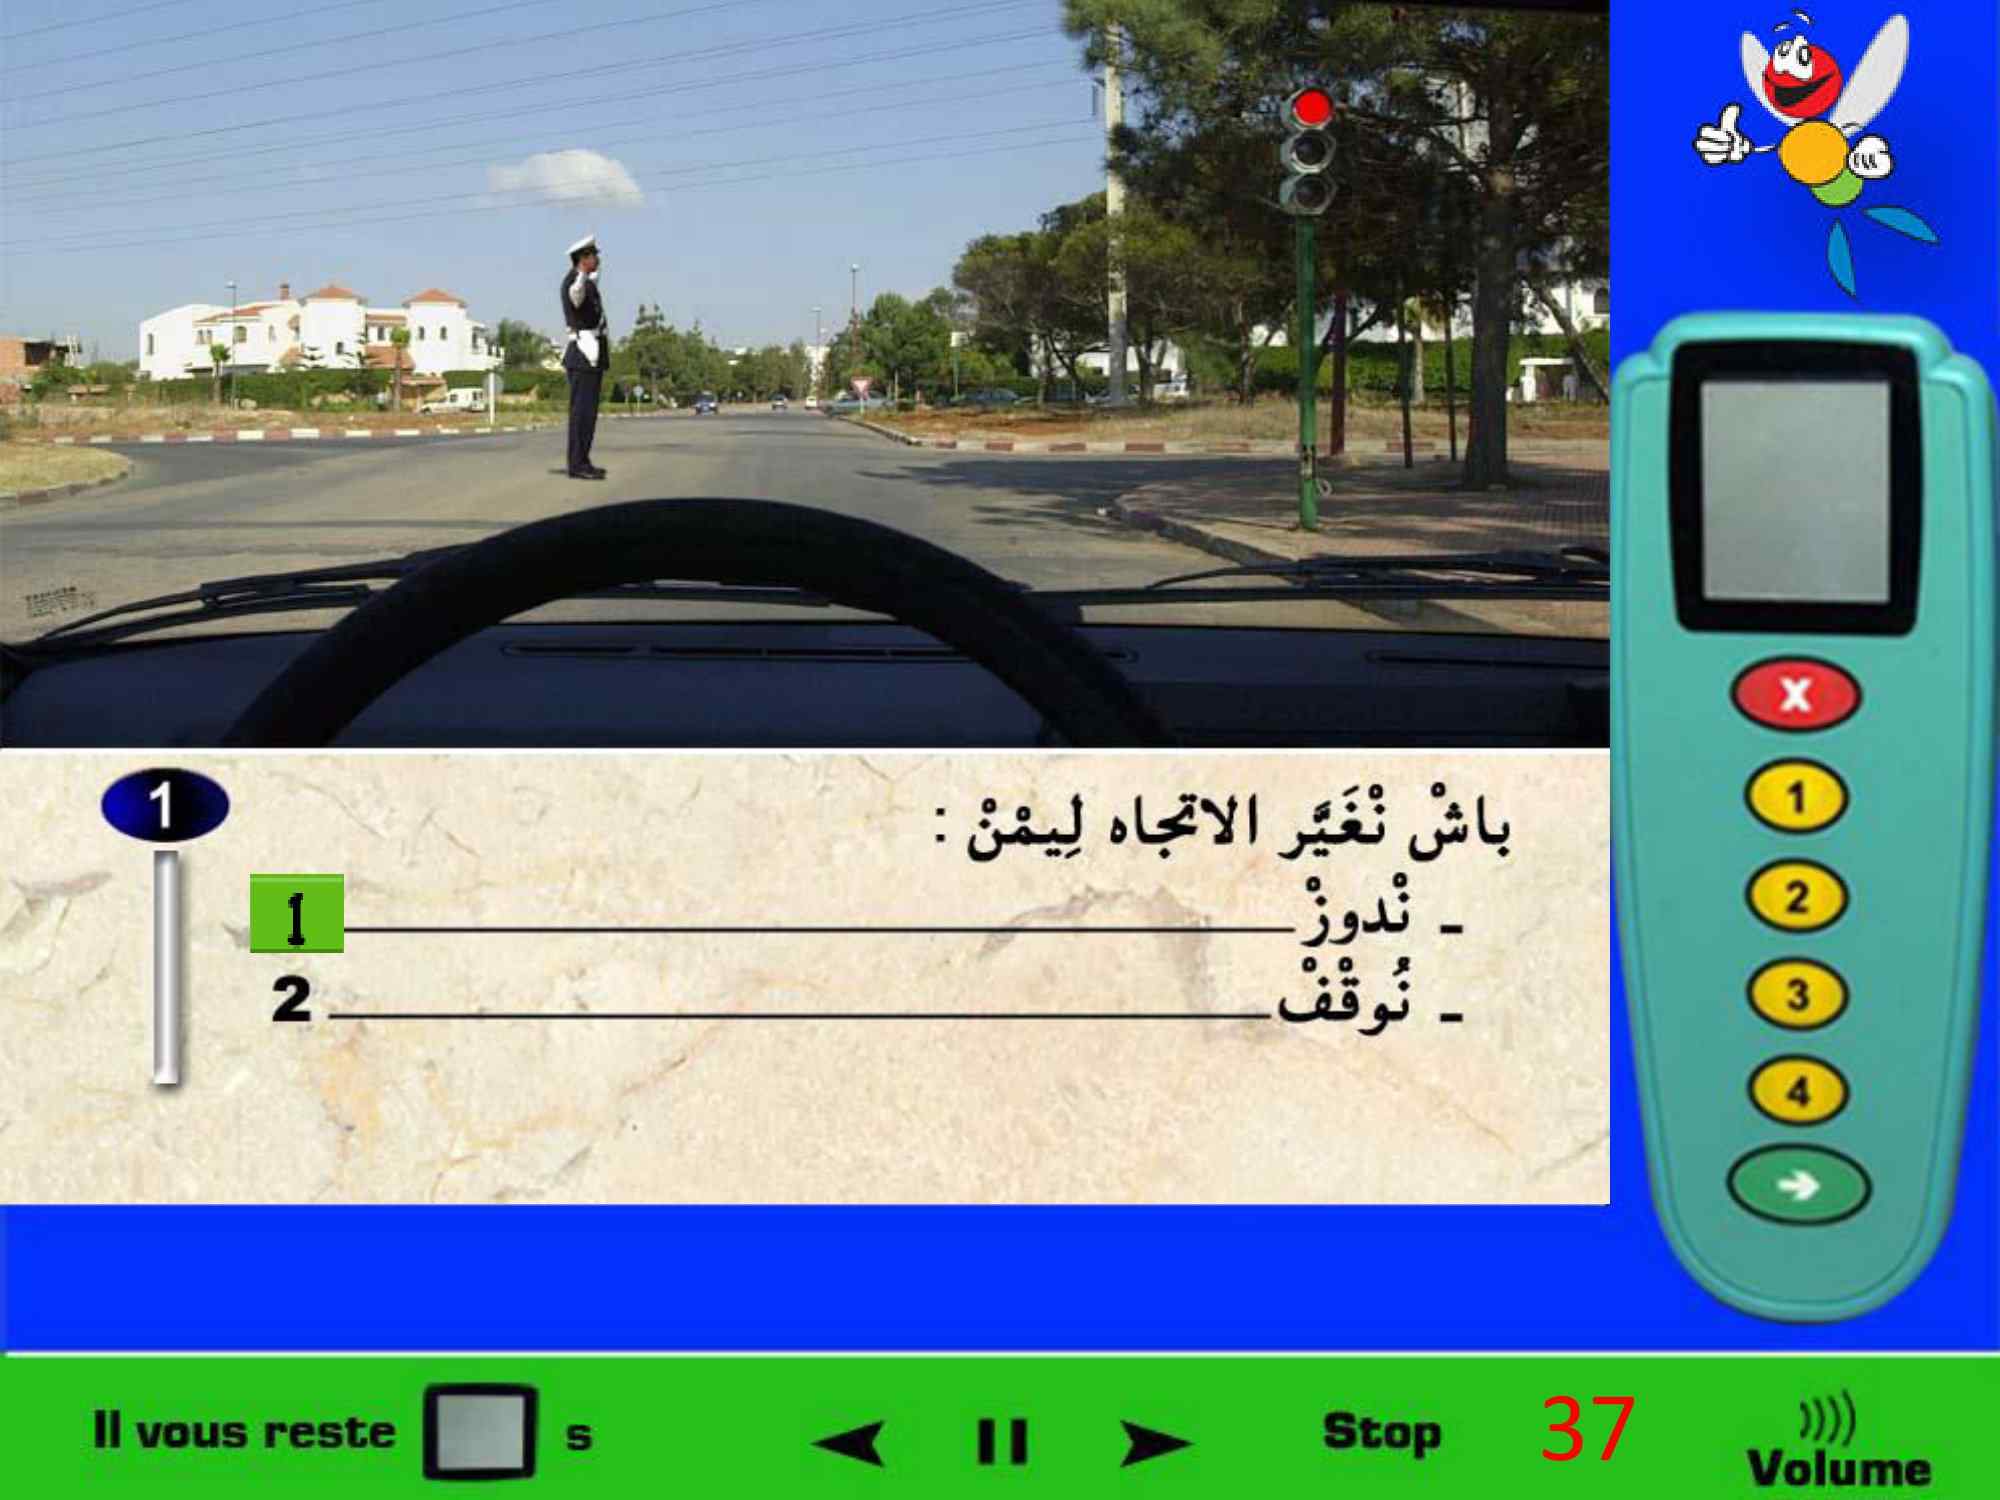 1
باشْ نْغَيَّر الاتجاه لِيمْنْ :
ـ نْدوزْ 1
ـ نُوقْفْ 2
X
1
2
3
4
Il vous reste s
Stop
37
Volume